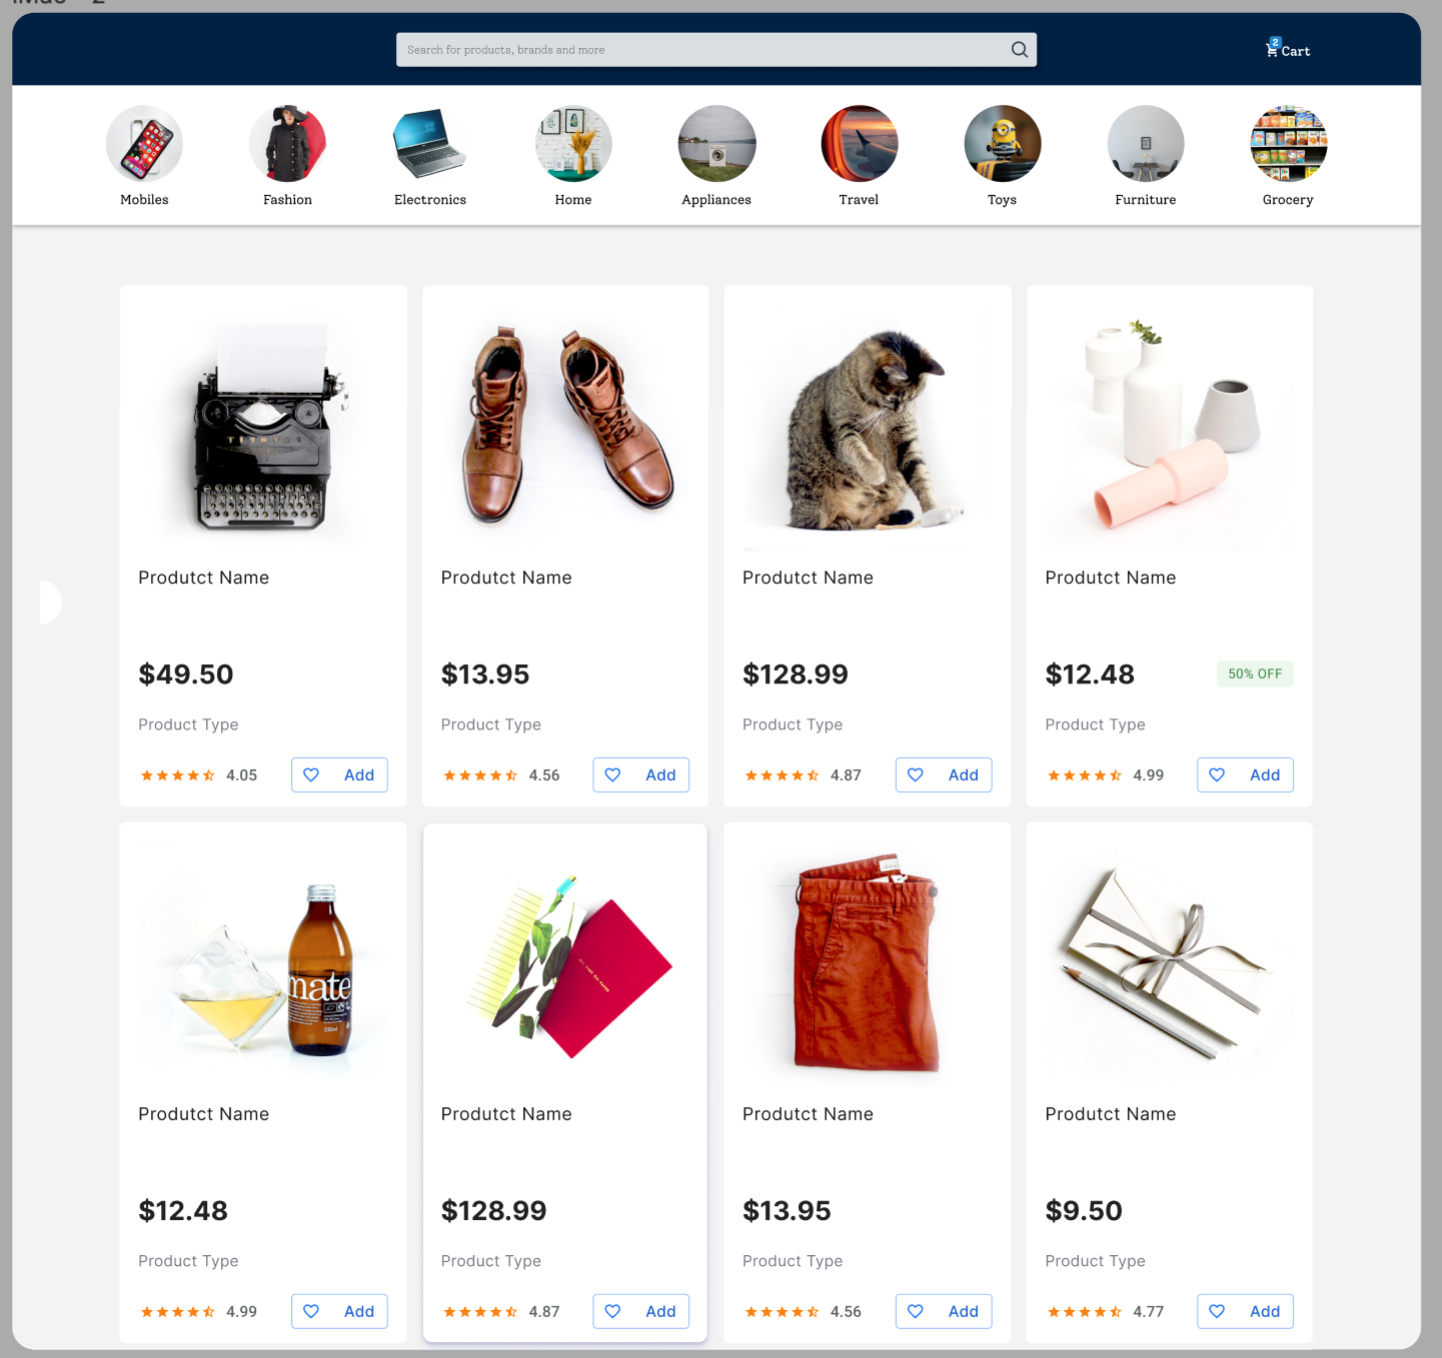 Search for products, brands and more
2
Cart
Mobiles
Fashion
Electronics
Home
Appliances
Travel
Toys
Furniture
Grocery
Produtct Name
Produtct Name
Produtct Name
Produtct Name
$49.50
$13.95
$128.99
$12.48
50% OFF
Product Type
Product Type
Product Type
Product Type
4.05
Add
4.56
Add
4.87
Add
4.99
Add
mate
330ml
Produtct Name
Produtct Name
Produtct Name
Produtct Name
$12.48
$128.99
$13.95
$9.50
Product Type
Product Type
Product Type
Product Type
4.99
Add
4.87
Add
4.56
Add
4.77
Add